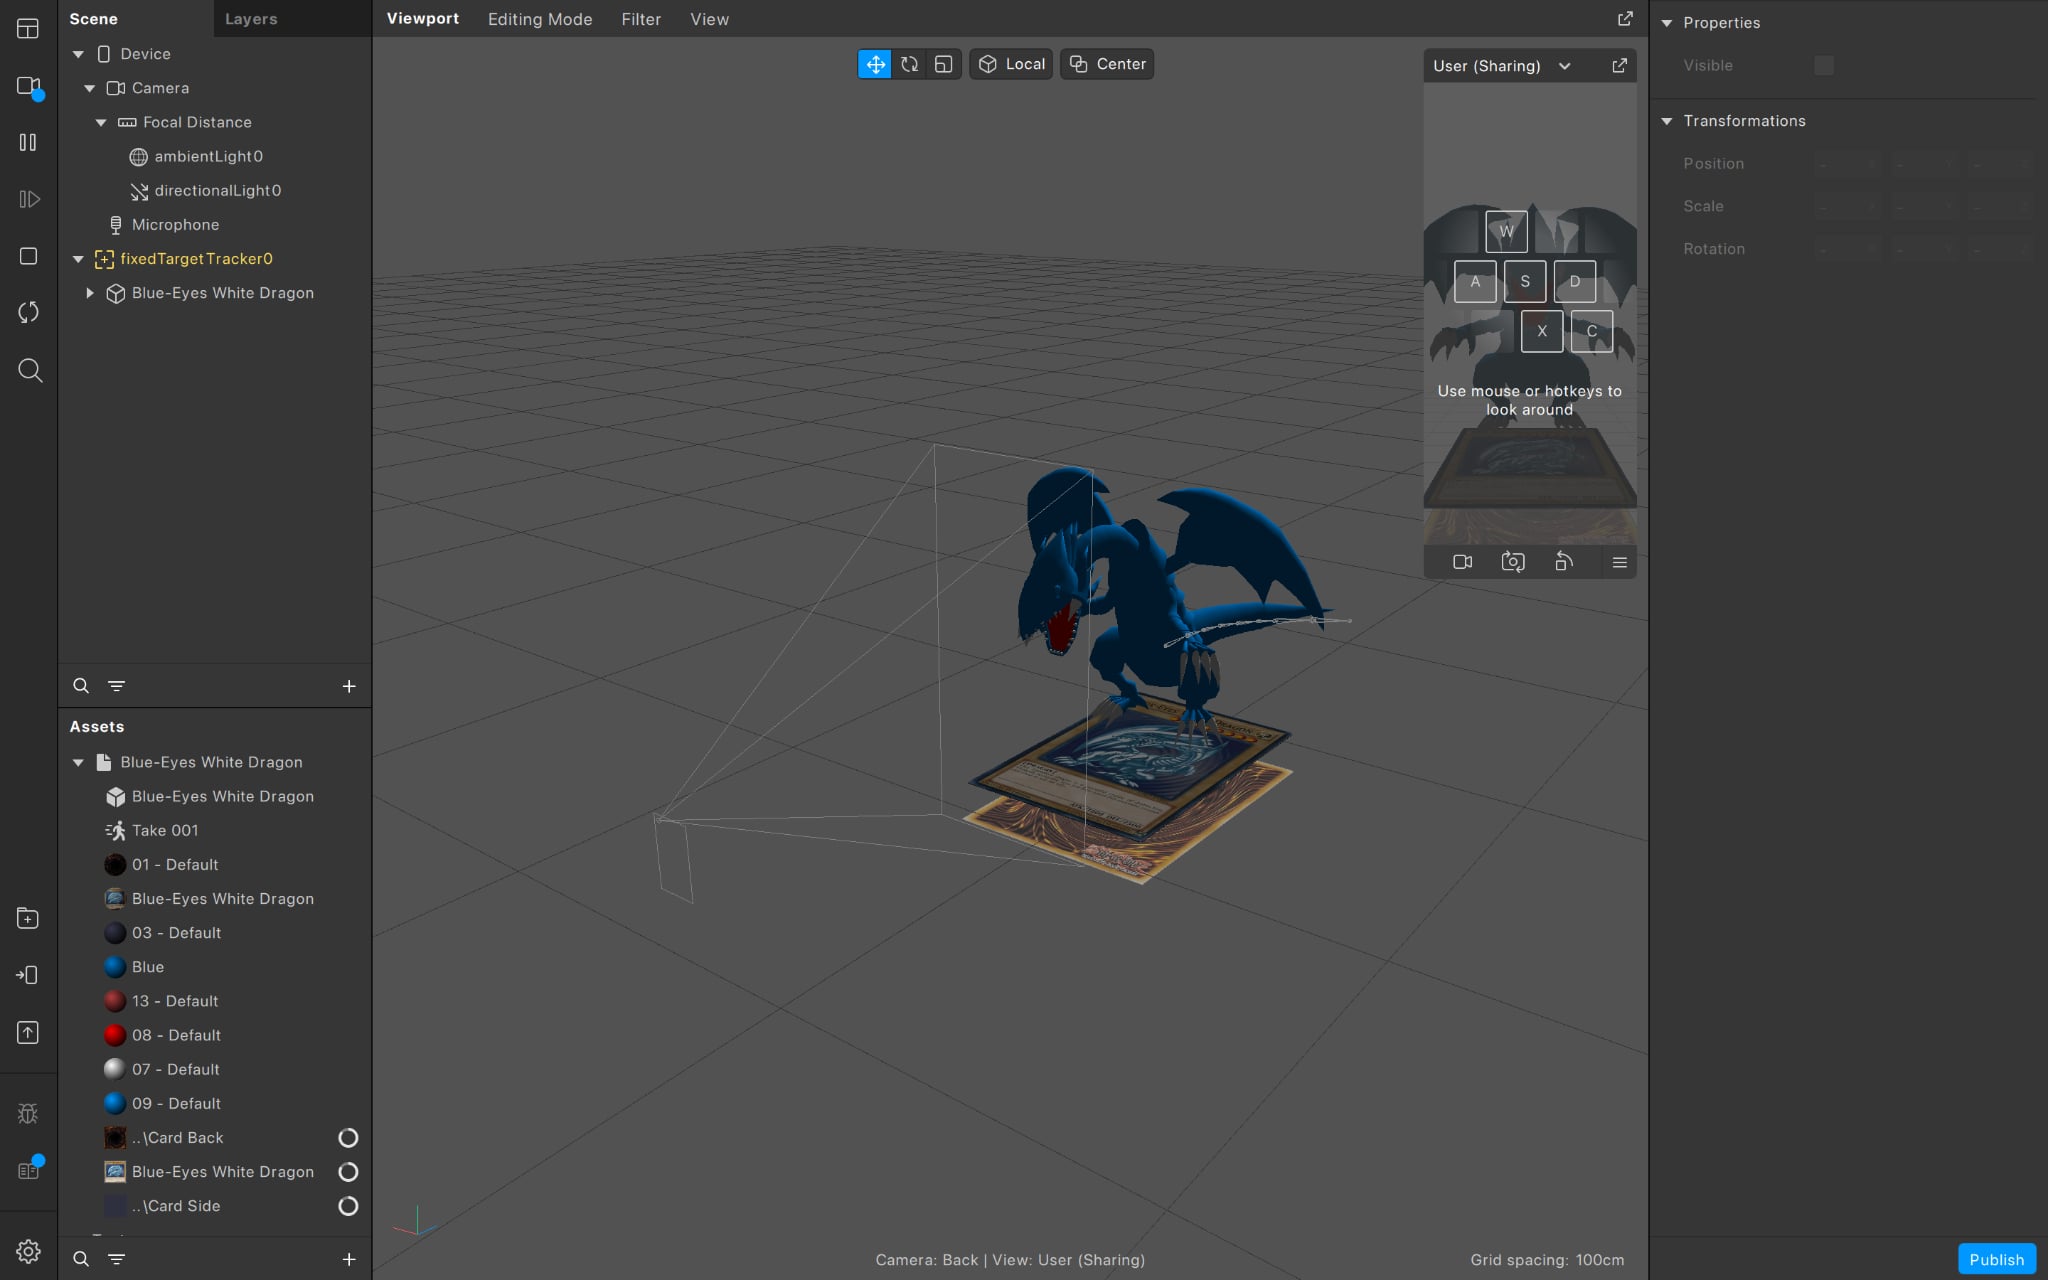 Scene
Layers
Device
Camera
Focal Distance
ambientLight0
directionalLight0
Microphone
fixedTargetTracker0
Blue-Eyes White Dragon
Assets
Blue-Eyes White Dragon
Blue-Eyes White Dragon
Take 001
01 - Default
Blue-Eyes White Dragon
03 - Default
Blue
13 - Default
08 - Default
07 - Default
09 - Default
..\Card Back
Blue-Eyes White Dragon
..\Card Side
Viewport Editing Mode Filter View
Local
Center
User (Sharing)
W
A S D
X C
Use mouse or hotkeys to
look around
Camera: Back | View: User (Sharing)
Grid spacing: 100cm
Properties
Visible
Transformations
Position
Scale
Rotation
Publish